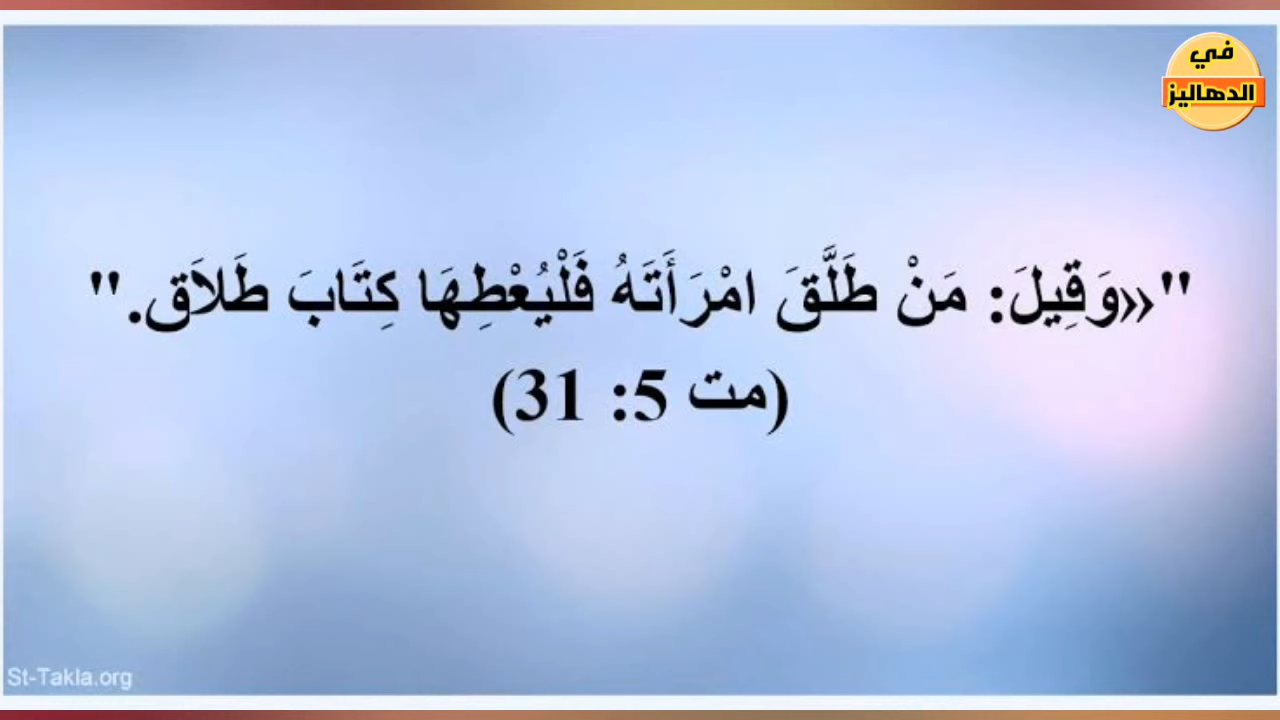 في
الدهاليز
"«وَقِيلَ: مَنْ طَلَّقَ امْرَأَتَهُ فَلْيُعْطِهَا كِتَابَ طَلاَق."
(مت 5: 31)
St-Takla.org